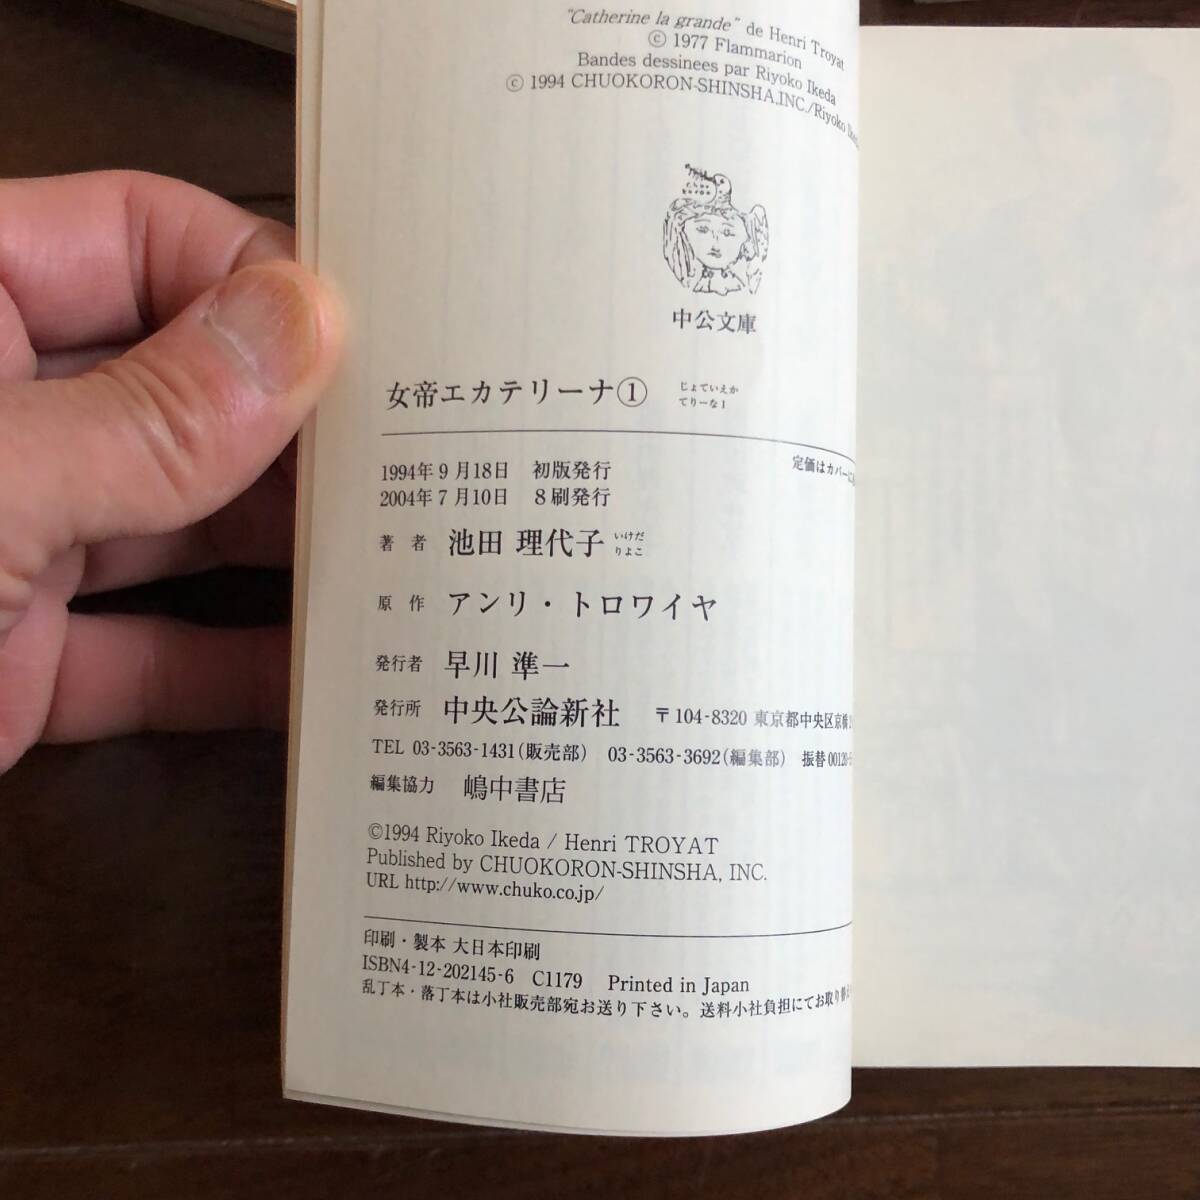 "Catherine la grande" de Henri Troyat
© 1977 Flammarion
Bandes dessinees par Riyoko Ikeda
© 1994 CHUOKORON-SHINSHA,INC./Riyoko
中公文庫
女帝エカテリーナ① じょていえか
てりーな1
定価はカバーに
1994年9月18日 初版発行
2004年7月10日 8刷発行
著者 池田 理代子 いけだ
りよこ
原作 アンリ・トロワイヤ
発行者 早川 準一
発行所 中央公論新社 〒104-8320 東京都中央区京橋
TEL 03-3563-1431(販売部) 03-3563-3692(編集部) 振替00120-
編集協力 嶋中書店
©1994 Riyoko Ikeda / Henri TROYAT
Published by CHUOKORON-SHINSHA, INC.
URL http://www.chuko.co.jp/
印刷・製本 大日本印刷
ISBN4-12-202145-6 C1179 Printed in Japan
乱丁本・落丁本は小社販売部宛お送り下さい。送料小社負担にてお取り替え